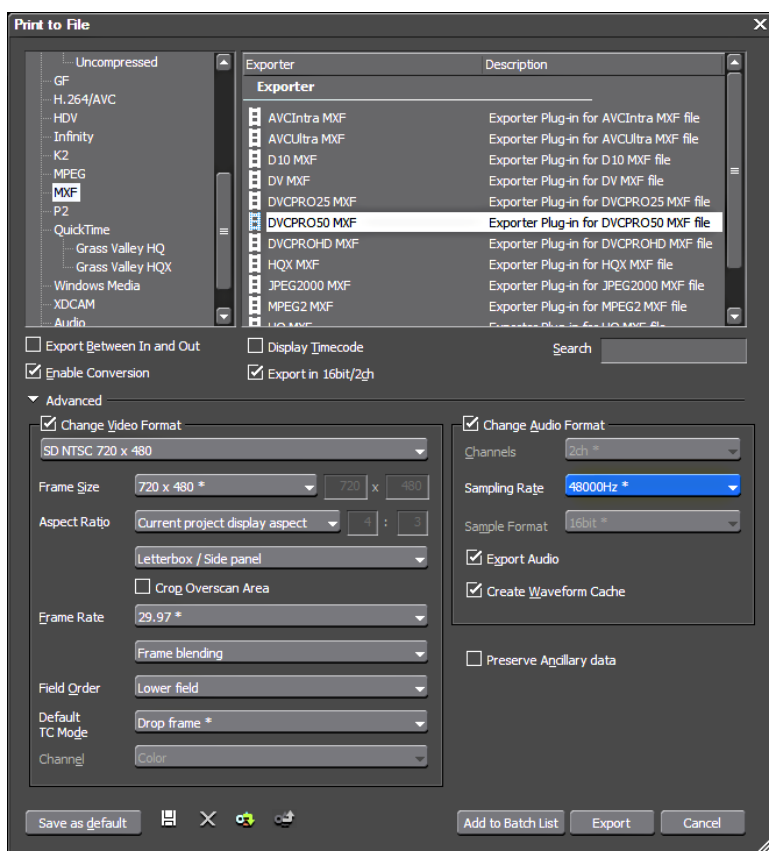 Print to File
Uncompressed
GF
H.264/AVC
HDV
Infinity
K2
MPEG
MXF
P2
QuickTime
Grass Valley HQ
Grass Valley HQX
Windows Media
XDCAM
Audio
Exporter Description
Exporter
AVCIntra MXF Exporter Plug-in for AVCIntra MXF file
AVCUltra MXF Exporter Plug-in for AVCUltra MXF file
D10 MXF Exporter Plug-in for D10 MXF file
DV MXF Exporter Plug-in for DV MXF file
DVCPRO25 MXF Exporter Plug-in for DVCPRO25 MXF file
DVCPRO50 MXF Exporter Plug-in for DVCPRO50 MXF file
DVCPROHD MXF Exporter Plug-in for DVCPROHD MXF file
HQX MXF Exporter Plug-in for HQX MXF file
JPEG2000 MXF Exporter Plug-in for JPEG2000 MXF file
MPEG2 MXF Exporter Plug-in for MPEG2 MXF file
HQ MXF Exporter Plug-in for HQ MXF file
Export Between In and Out
Display Timecode
Search
Enable Conversion
Export in 16bit/2ch
Advanced
Change Video Format
SD NTSC 720 x 480
Frame Size 720 x 480 * 720 x 480
Aspect Ratio Current project display aspect 4 : 3
Letterbox / Side panel
Crop Overscan Area
Frame Rate 29.97 *
Frame blending
Field Order Lower field
Default
TC Mode Drop frame *
Channel Color
Change Audio Format
Channels 2ch *
Sampling Rate 48000Hz *
Sample Format 16bit *
Export Audio
Create Waveform Cache
Preserve Ancillary data
Save as default
Add to Batch List
Export
Cancel